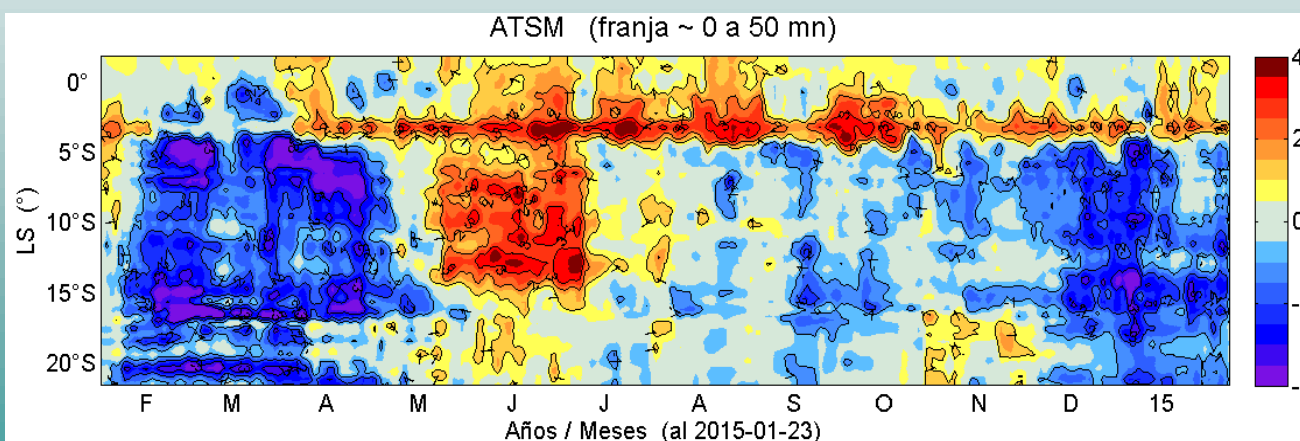 ATSM (franja ~ 0 a 50 mn)
LS (°)
0°
5°S
10°S
15°S
20°S
F M A M J J A S O N D 15
Años / Meses (al 2015-01-23)
4
2
0
-2
-